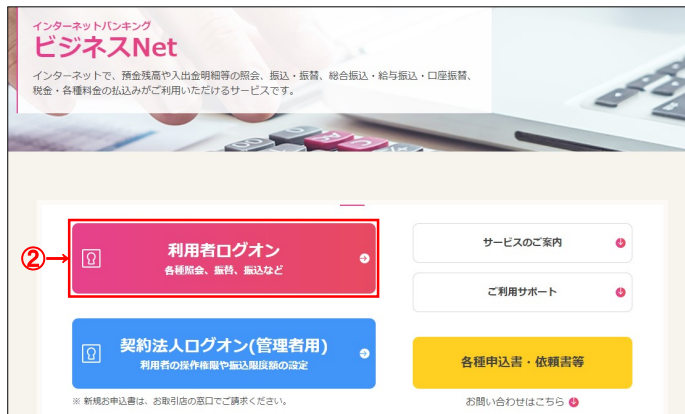 インターネットバンキング
ビジネスNet
インターネットで、預金残高や入出金明細等の照会、振込・振替、総合振込・給与振込・口座振替、
税金・各種料金の払込みがご利用いただけるサービスです。
②→
利用者ログオン
各種照会、振替、振込など
サービスのご案内
ご利用サポート
契約法人ログオン(管理者用)
利用者の操作権限や振込限度額の設定
各種申込書・依頼書等
※ 新規お申込書は、お取引店の窓口でご請求ください。
お問い合わせはこちら